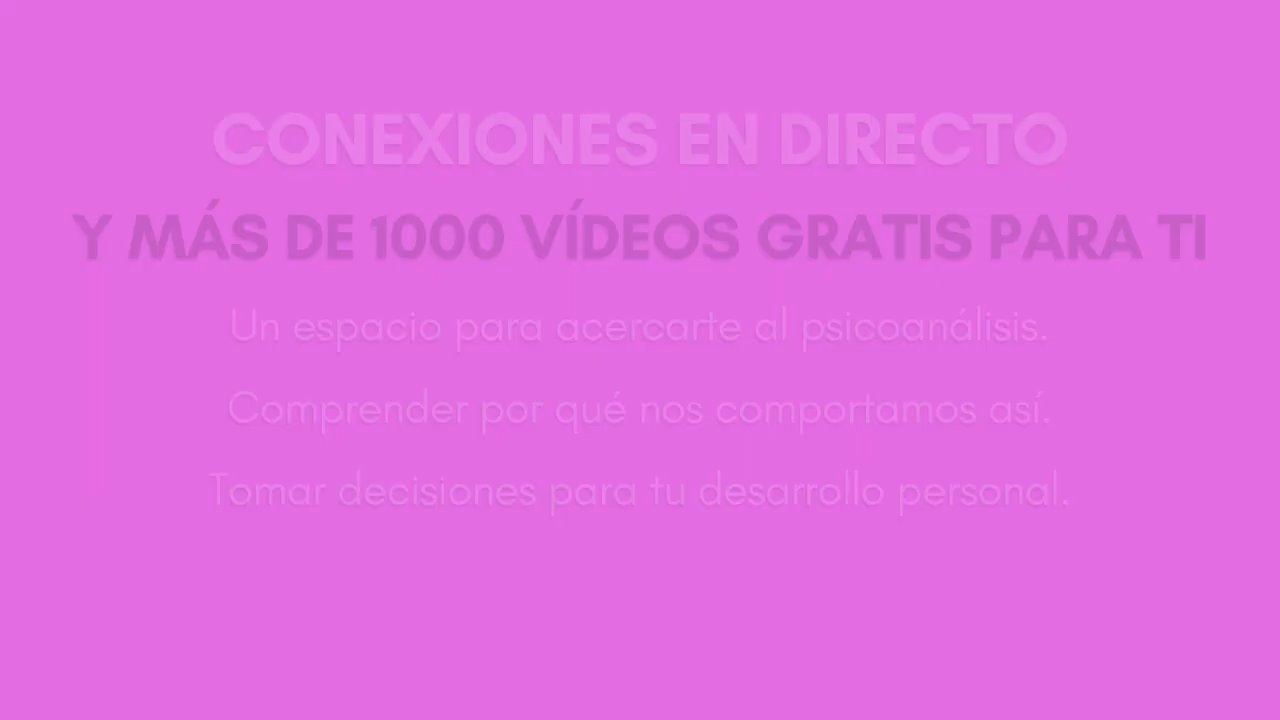 CONEXIONES EN DIRECTO
Y MÁS DE 1000 VÍDEOS GRATIS PARA TI
Un espacio para acercarte al psicoanálisis.
Comprender por qué nos comportamos así.
Tomar decisiones para tu desarrollo personal.